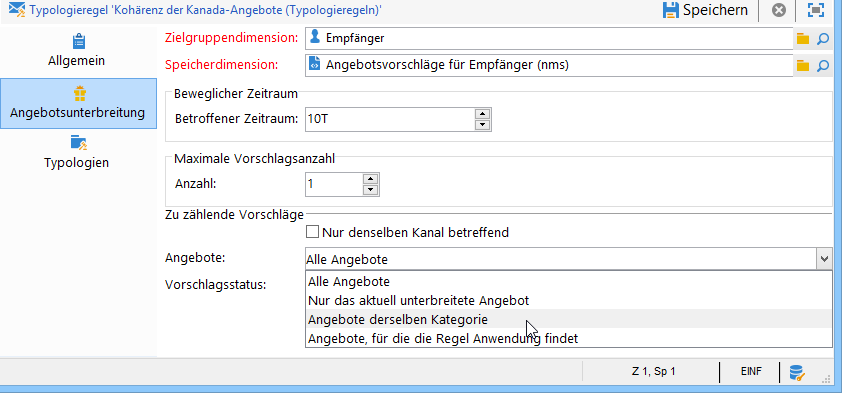 Typologieregel 'Kohärenz der Kanada-Angebote (Typologieregeln)'
Speichern
Allgemein
Angebotsunterbreitung
Typologien
Zielgruppendimension: Empfänger
Speicherdimension: Angebotsvorschläge für Empfänger (nms)
Beweglicher Zeitraum
Betroffener Zeitraum: 10T
Maximale Vorschlagsanzahl
Anzahl: 1
Zu zählende Vorschläge
Nur denselben Kanal betreffend
Angebote: Alle Angebote
Vorschlagsstatus:
Alle Angebote
Nur das aktuell unterbreitete Angebot
Angebote derselben Kategorie
Angebote, für die die Regel Anwendung findet
Z 1, Sp 1
EINF